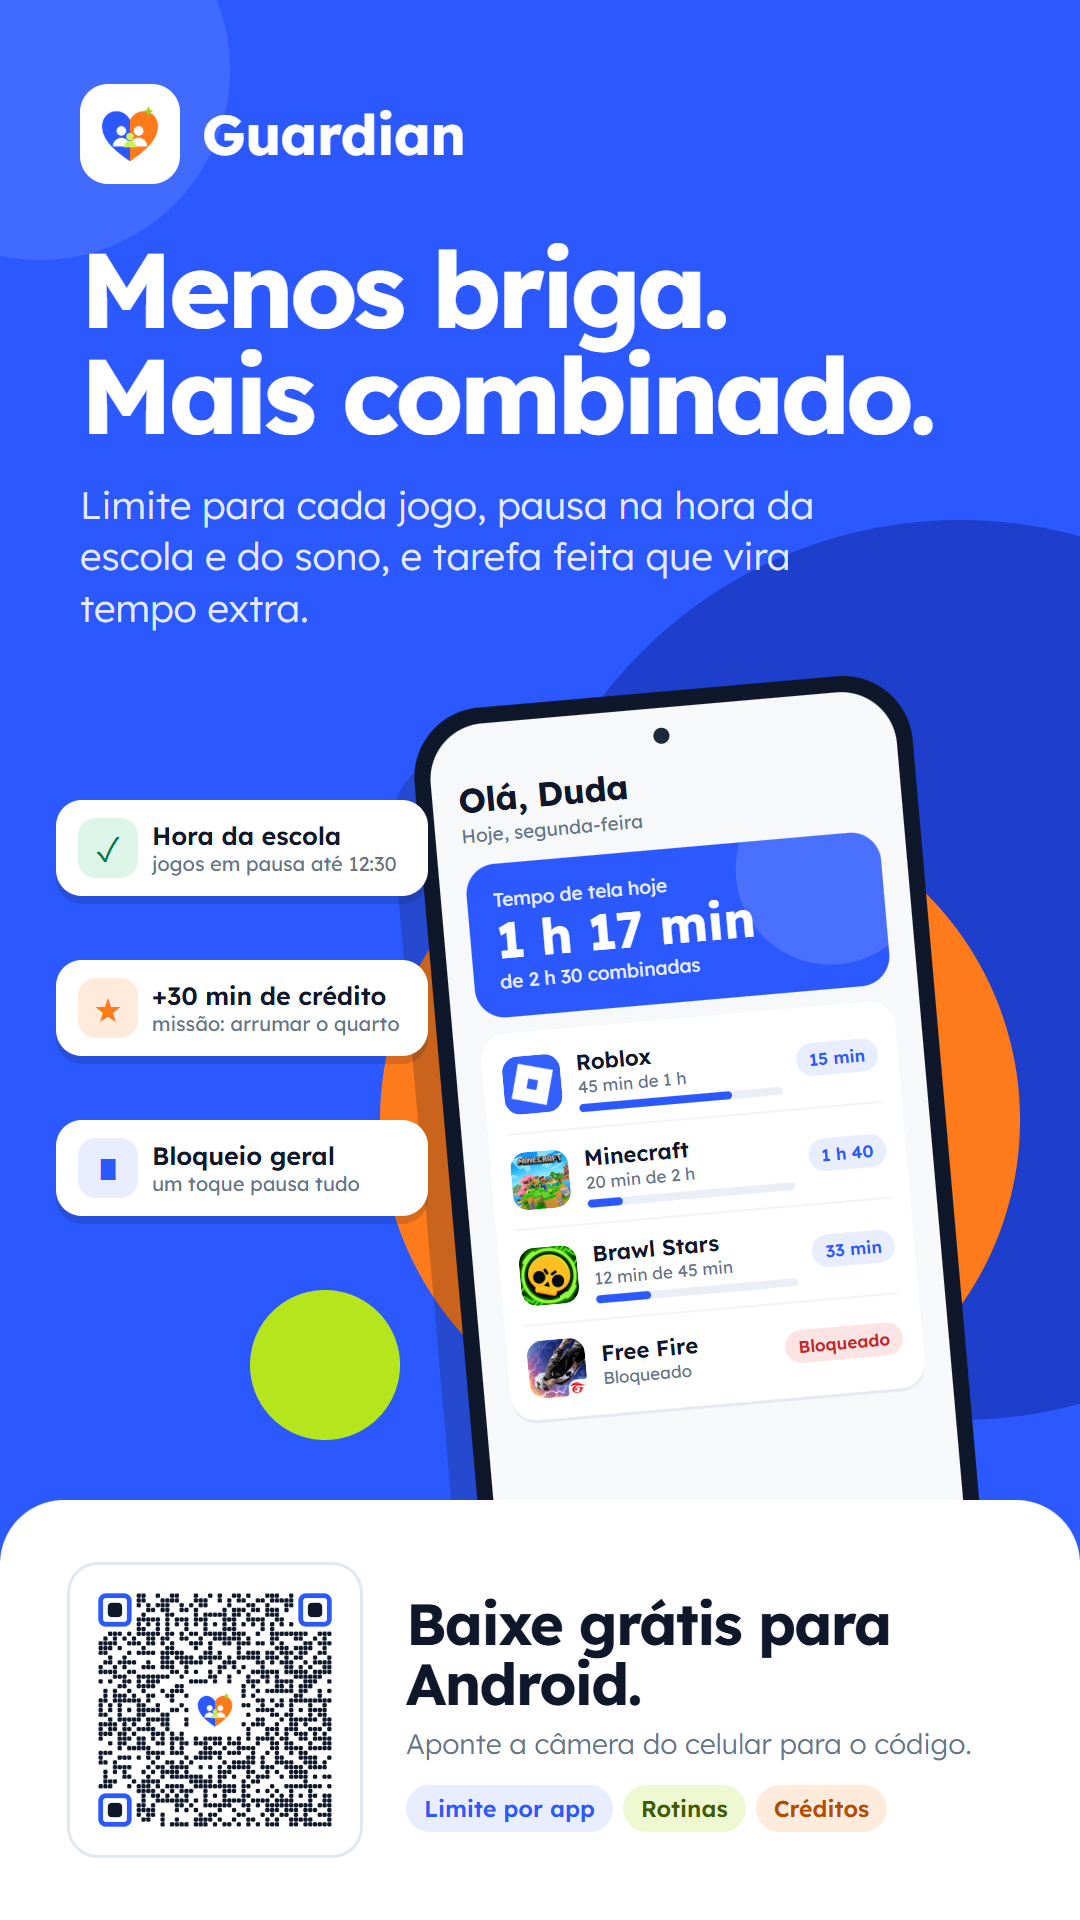 Guardian
Menos briga.
Mais combinado.
Limite para cada jogo, pausa na hora da
escola e do sono, e tarefa feita que vira
tempo extra.
Olá, Duda
Hoje, segunda-feira
Tempo de tela hoje
1 h 17 min
de 2 h 30 combinadas
Hora da escola
jogos em pausa até 12:30
+30 min de crédito
missão: arrumar o quarto
Bloqueio geral
um toque pausa tudo
Roblox
45 min de 1 h
15 min
MINECRAFT
Minecraft
20 min de 2 h
1 h 40
Brawl Stars
12 min de 45 min
33 min
Free Fire
Bloqueado
Bloqueado
Baixe grátis para
Android.
Aponte a câmera do celular para o código.
Limite por app
Rotinas
Créditos